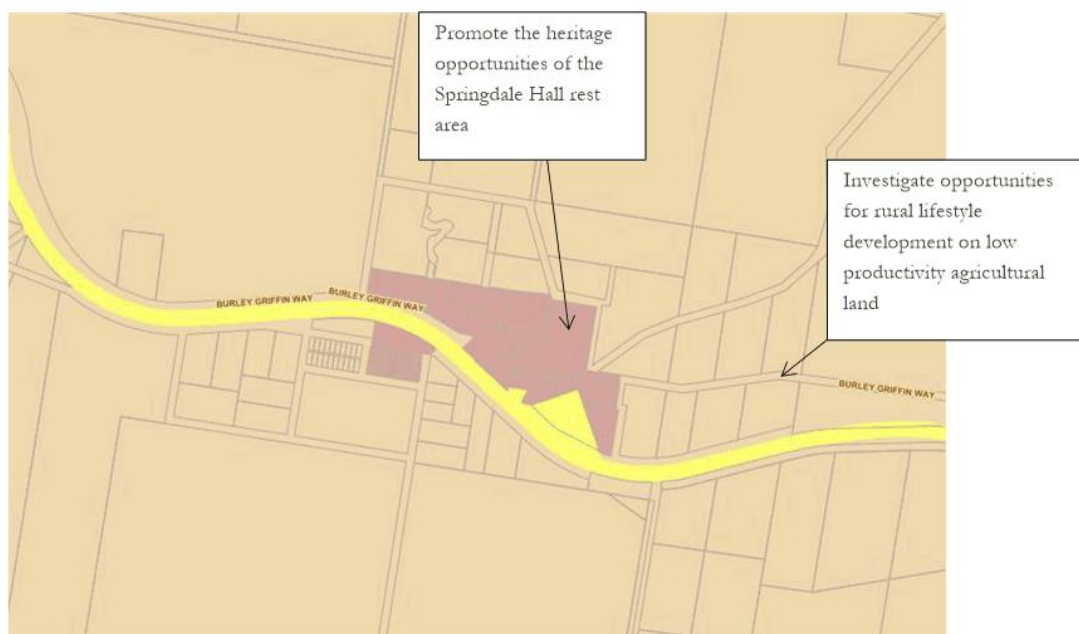 Promote the heritage
opportunities of the
Springdale Hall rest
area
Investigate opportunities
for rural lifestyle
development on low
productivity agricultural
land
BURLEY GRIFFIN WAY
BURLEY GRIFFIN WAY
BURLEY GRIFFIN WAY